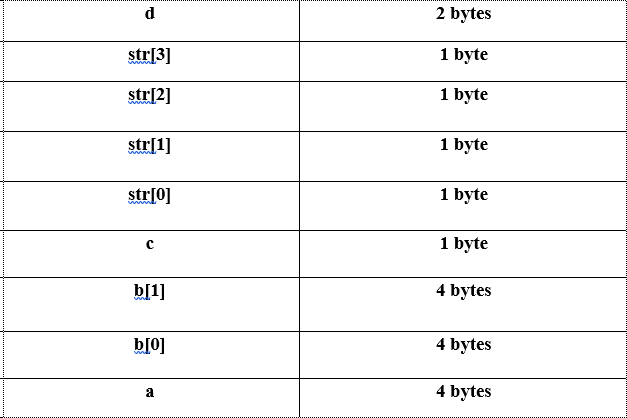 d 2 bytes
str[3] 1 byte
str[2] 1 byte
str[1] 1 byte
str[0] 1 byte
c 1 byte
b[1] 4 bytes
b[0] 4 bytes
a 4 bytes